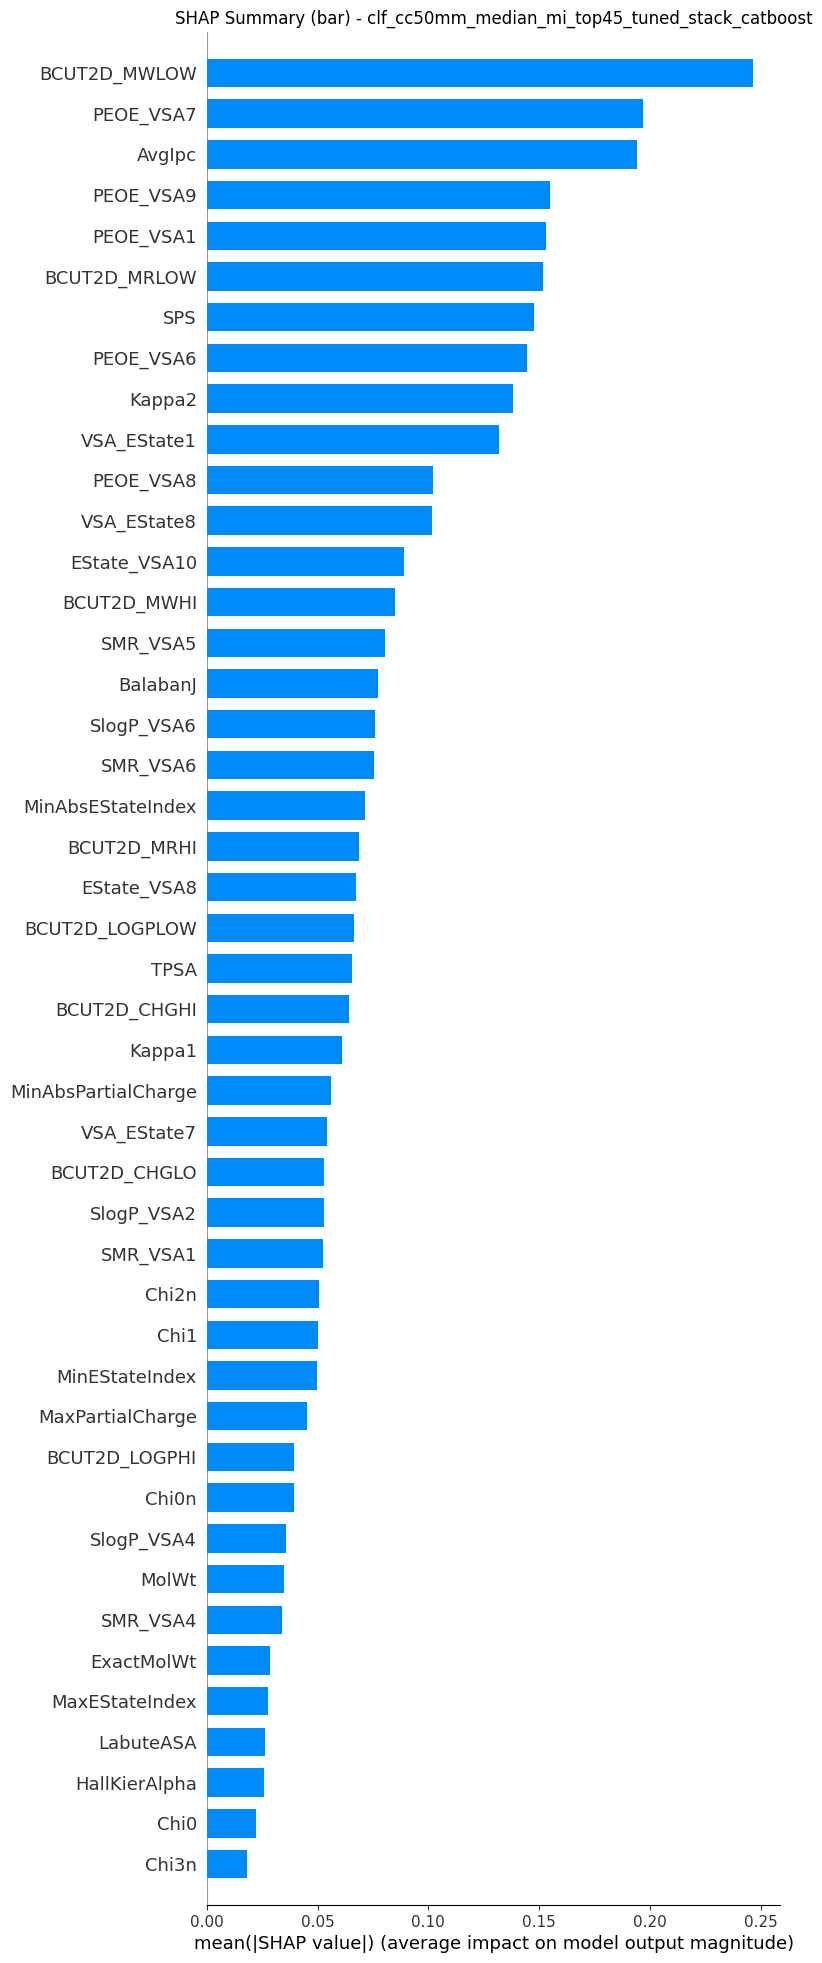 SHAP Summary (bar) - clf_cc50mm_median_mi_top45_tuned_stack_catboost
BCUT2D_MWLOW
PEOE_VSA7
AvgIpc
PEOE_VSA9
PEOE_VSA1
BCUT2D_MRLOW
SPS
PEOE_VSA6
Kappa2
VSA_EState1
PEOE_VSA8
VSA_EState8
EState_VSA10
BCUT2D_MWHI
SMR_VSA5
BalabanJ
SlogP_VSA6
SMR_VSA6
MinAbsEStateIndex
BCUT2D_MRHI
EState_VSA8
BCUT2D_LOGPLOW
TPSA
BCUT2D_CHGHI
Kappa1
MinAbsPartialCharge
VSA_EState7
BCUT2D_CHGLO
SlogP_VSA2
SMR_VSA1
Chi2n
Chi1
MinEStateIndex
MaxPartialCharge
BCUT2D_LOGPHI
Chi0n
SlogP_VSA4
MolWt
SMR_VSA4
ExactMolWt
MaxEStateIndex
LabuteASA
HallKierAlpha
Chi0
Chi3n
0.00 0.05 0.10 0.15 0.20 0.25
mean(|SHAP value|) (average impact on model output magnitude)